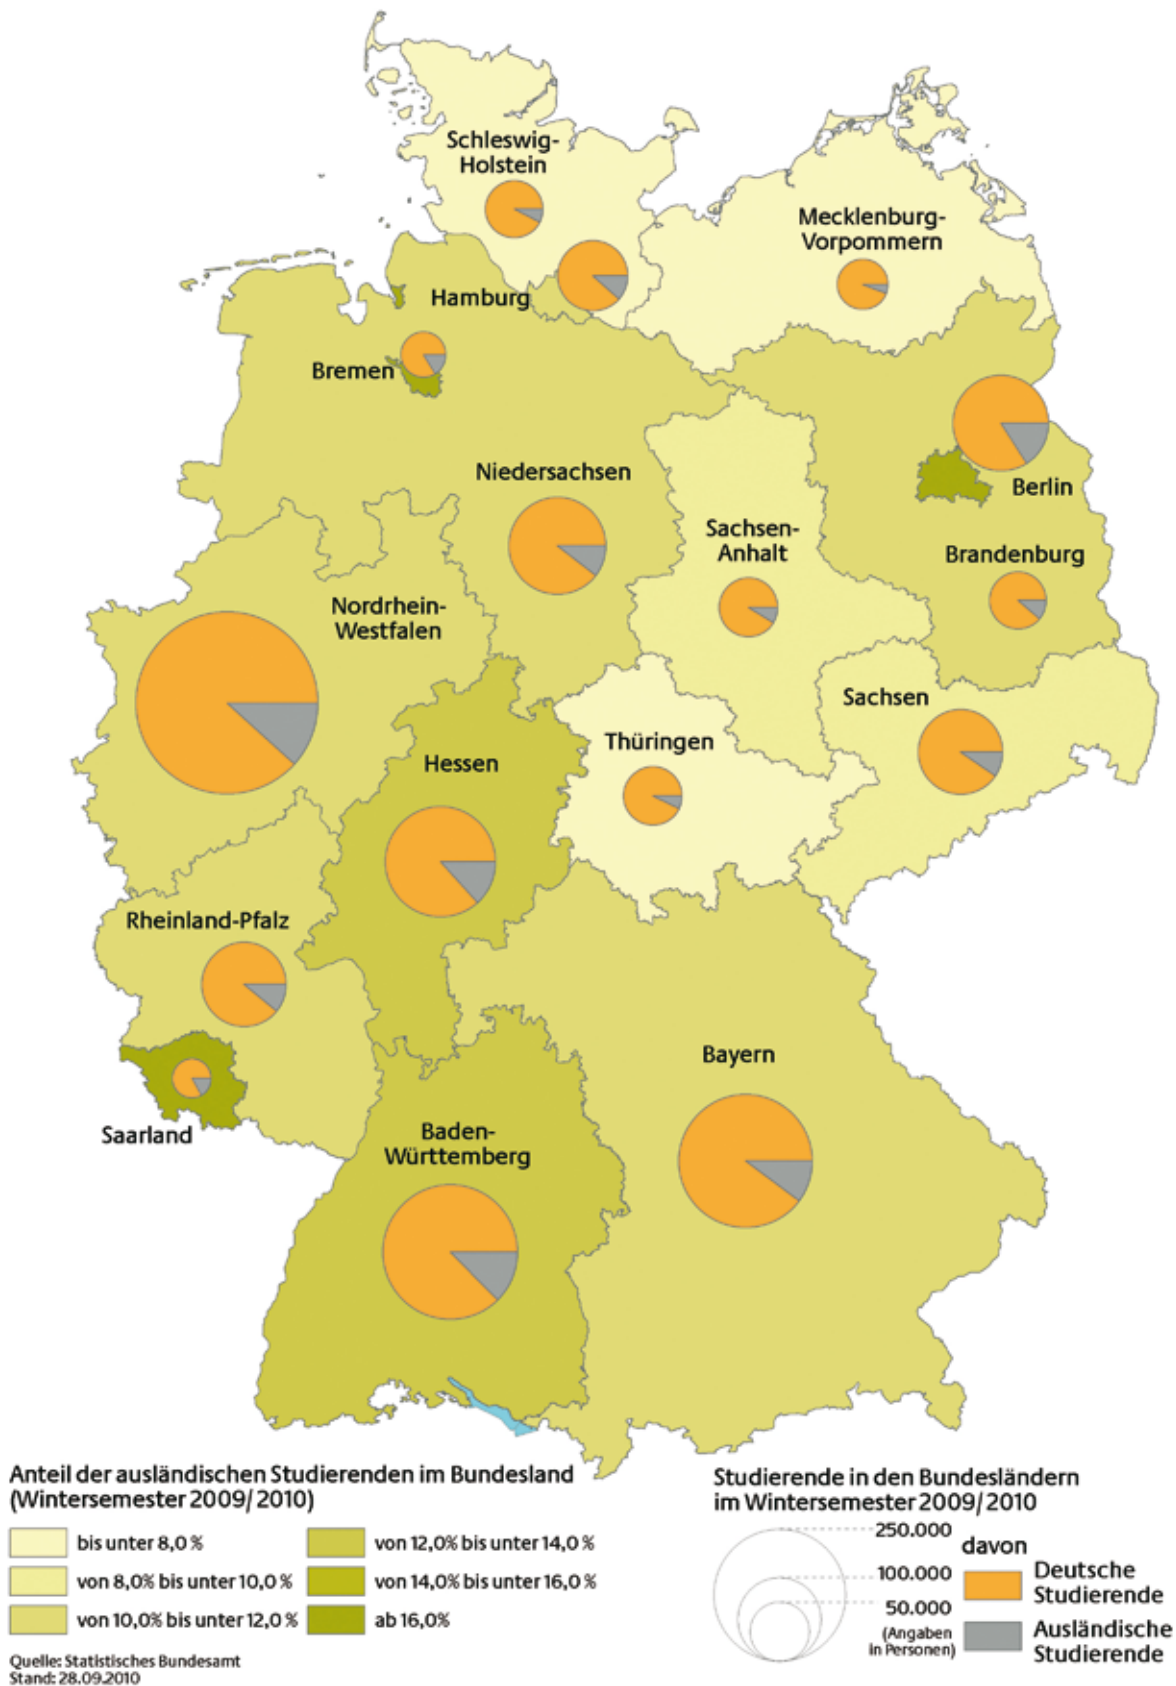 Schleswig-
Holstein
Mecklenburg-
Vorpommern
Hamburg
Bremen
Niedersachsen
Berlin
Sachsen-
Anhalt
Brandenburg
Nordrhein-
Westfalen
Sachsen
Thüringen
Hessen
Rheinland-Pfalz
Bayern
Saarland
Baden-
Württemberg
Anteil der ausländischen Studierenden im Bundesland
(Wintersemester 2009/2010)
bis unter 8,0 %
von 8,0% bis unter 10,0 %
von 10,0% bis unter 12,0 %
von 12,0% bis unter 14,0 %
von 14,0% bis unter 16,0 %
ab 16,0%
Quelle: Statistisches Bundesamt
Stand: 28.09.2010
Studierende in den Bundesländern
im Wintersemester 2009/2010
250.000
100.000
50.000
(Angaben
in Personen)
davon
Deutsche
Studierende
Ausländische
Studierende